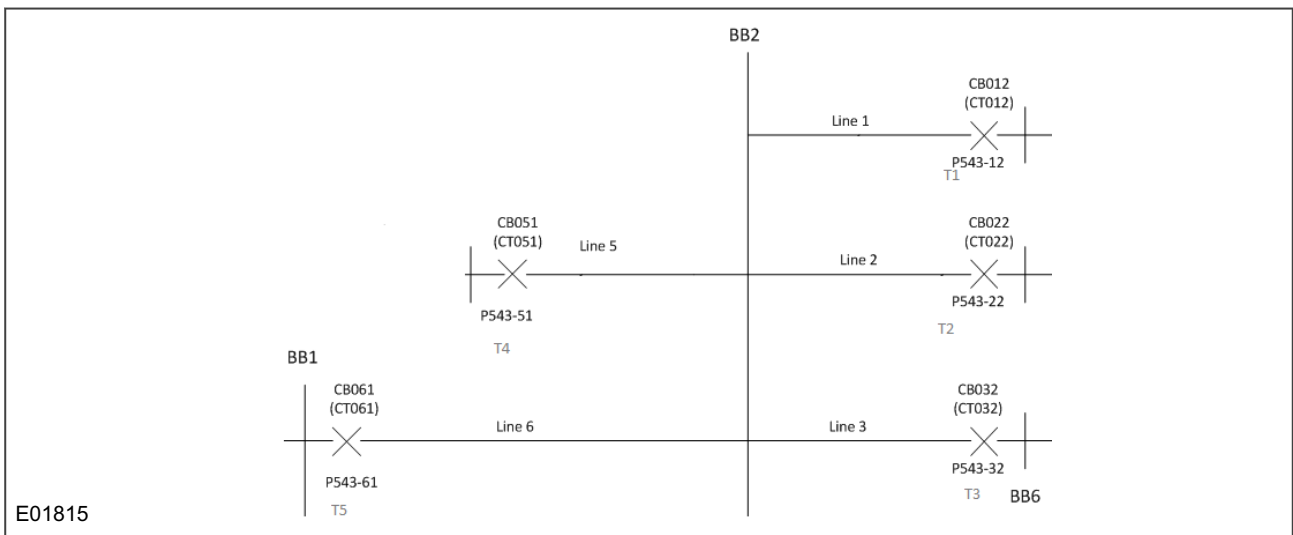 BB2
CB012
(CT012)
Line 1
P543-12
T1
CB051
(CT051)
Line 5
P543-51
T4
CB022
(CT022)
Line 2
P543-22
T2
BB1
CB061
(CT061)
Line 6
P543-61
T5
CB032
(CT032)
Line 3
P543-32
T3
BB6
E01815